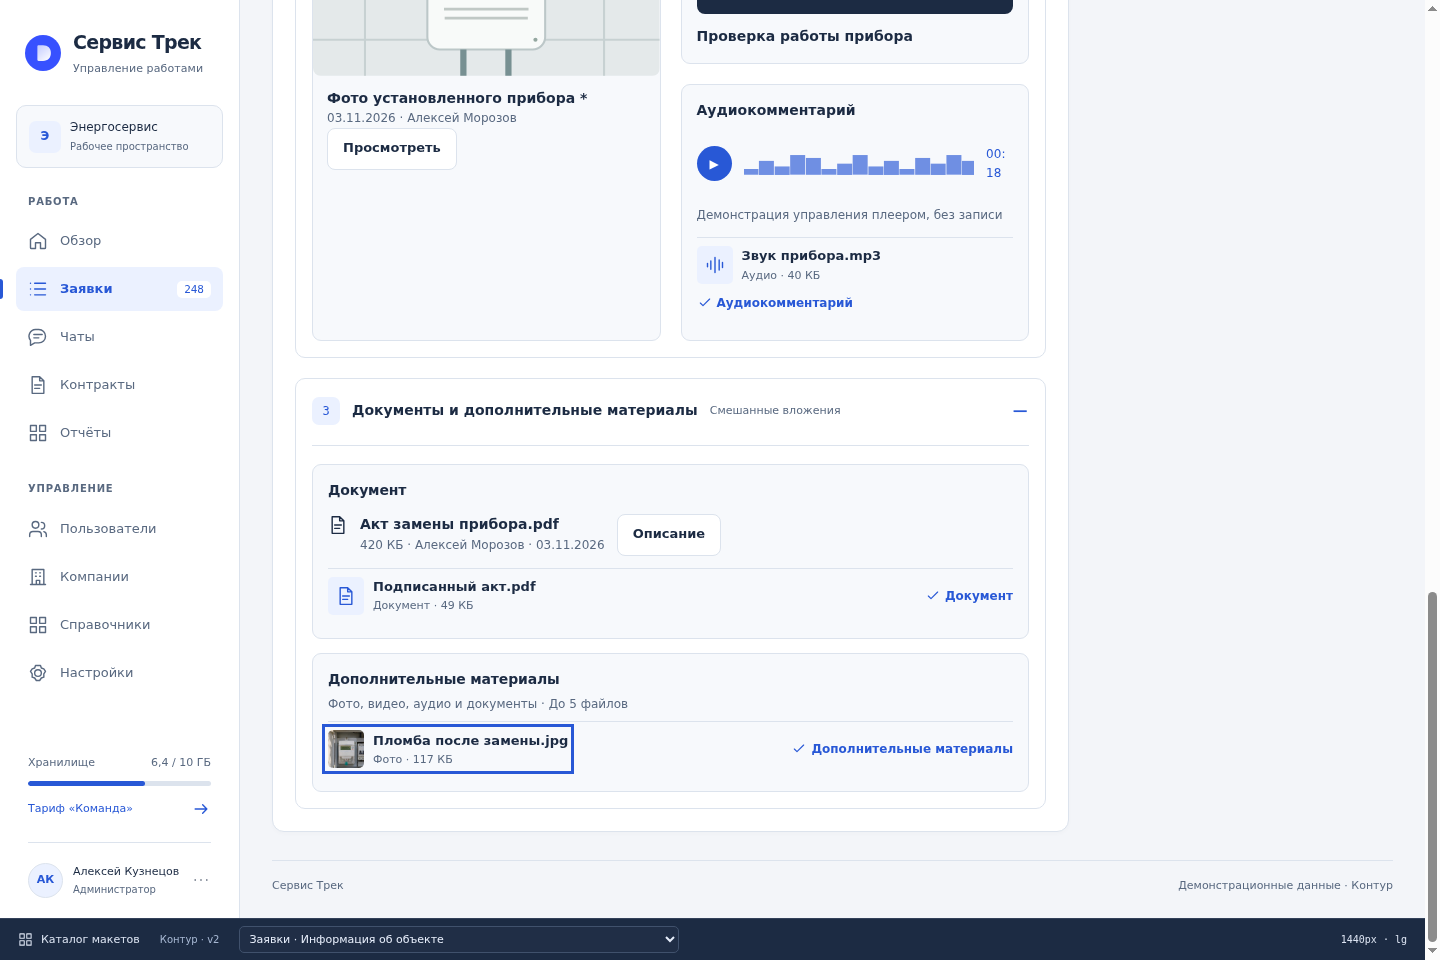 Сервис Трек
Управление работами
Э
Энергосервис
Рабочее пространство
РАБОТА
Обзор
Заявки
248
Чаты
Контракты
Отчёты
УПРАВЛЕНИЕ
Пользователи
Компании
Справочники
Настройки
Хранилище
6,4 / 10 ГБ
Тариф «Команда»
АК
Алексей Кузнецов
Администратор
Фото установленного прибора *
03.11.2026 · Алексей Морозов
Просмотреть
Проверка работы прибора
Аудиокомментарий
00:
18
Демонстрация управления плеером, без записи
Звук прибора.mp3
Аудио · 40 КБ
Аудиокомментарий
3
Документы и дополнительные материалы
Смешанные вложения
Документ
Акт замены прибора.pdf
420 КБ · Алексей Морозов · 03.11.2026
Описание
Подписанный акт.pdf
Документ · 49 КБ
Документ
Дополнительные материалы
Фото, видео, аудио и документы · До 5 файлов
Пломба после замены.jpg
Фото · 117 КБ
Дополнительные материалы
Сервис Трек
Демонстрационные данные · Контур
Каталог макетов
Контур · v2
Заявки · Информация об объекте
1440px · lg